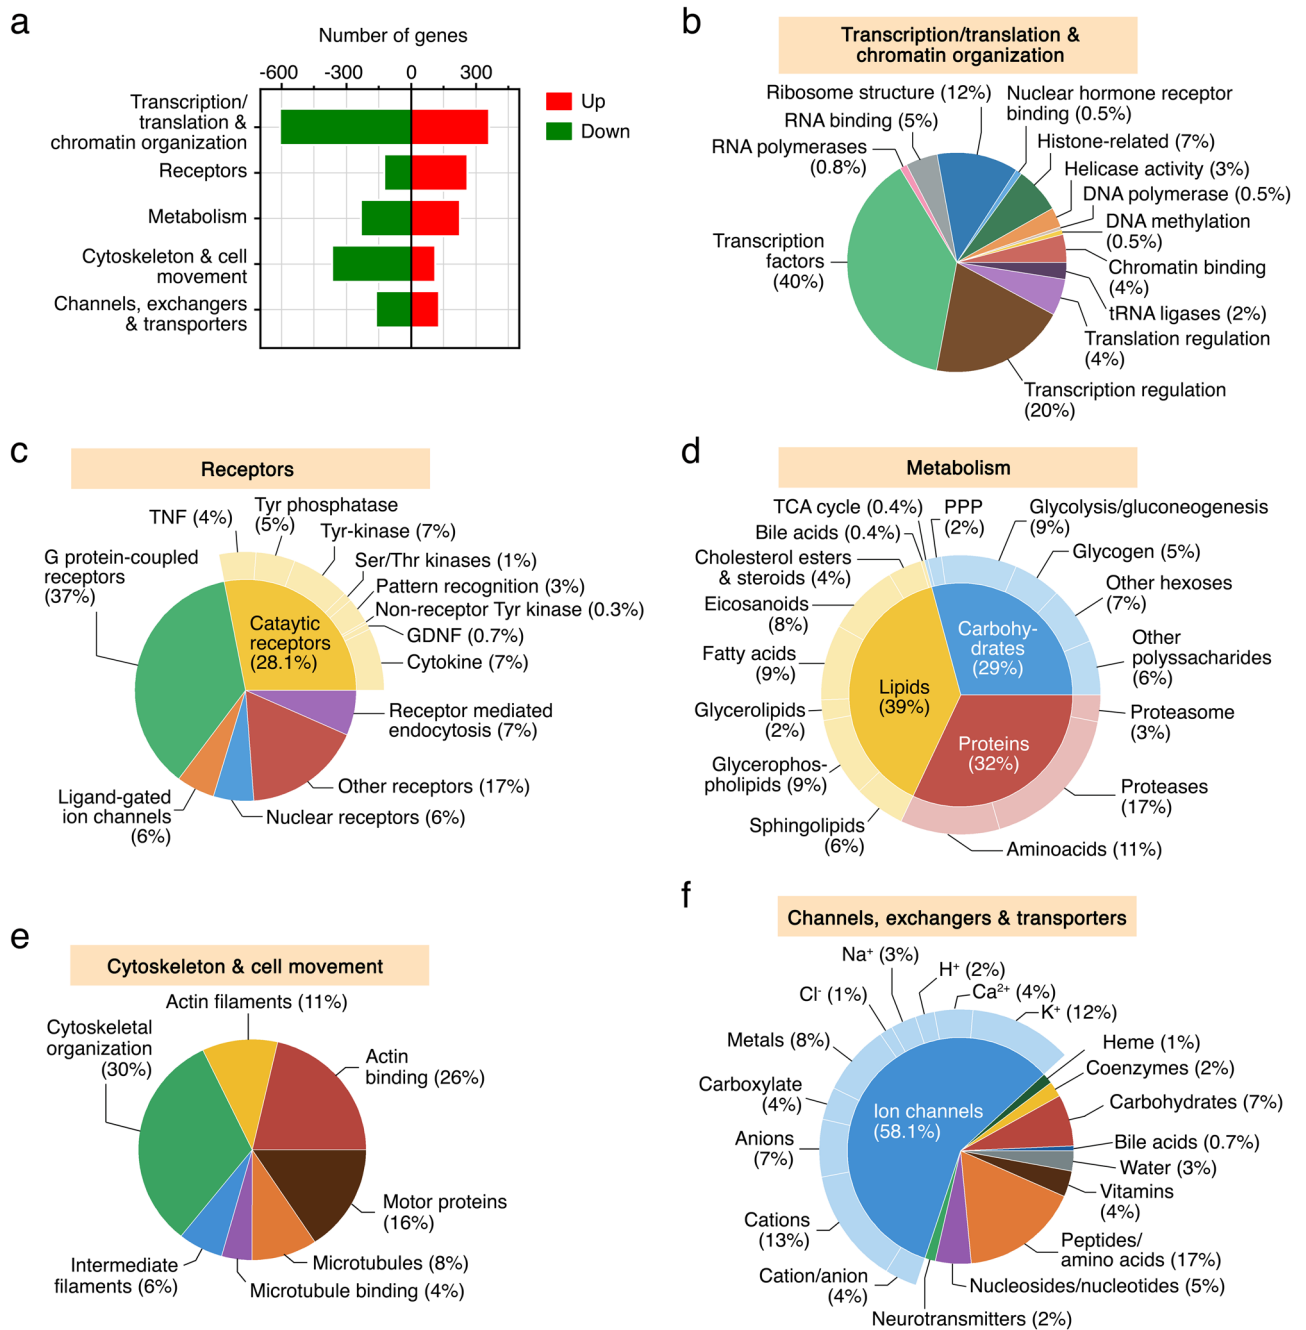 a
Number of genes
-600
-300
0
300
Transcription/
translation &
chromatin organization
Receptors
Metabolism
Cytoskeleton & cell
movement
Channels, exchangers
& transporters
Up
Down
b
Transcription/translation &
chromatin organization
Ribosome structure (12%)
Nuclear hormone receptor
binding (0.5%)
RNA binding (5%)
Histone-related (7%)
RNA polymerases
(0.8%)
Helicase activity (3%)
DNA polymerase (0.5%)
DNA methylation
(0.5%)
Transcription
factors
(40%)
Chromatin binding
(4%)
tRNA ligases (2%)
Translation regulation
(4%)
Transcription regulation
(20%)
c
Receptors
TNF (4%)
Tyr phosphatase
(5%)
Tyr-kinase (7%)
G protein-coupled
receptors
(37%)
Ser/Thr kinases (1%)
Pattern recognition (3%)
Non-receptor Tyr kinase (0.3%)
GDNF (0.7%)
Cytokine (7%)
Cataytic
receptors
(28.1%)
Receptor mediated
endocytosis (7%)
Other receptors (17%)
Nuclear receptors (6%)
Ligand-gated
ion channels
(6%)
d
Metabolism
TCA cycle (0.4%)
PPP
(2%)
Glycolysis/gluconeogenesis
(9%)
Bile acids (0.4%)
Cholesterol esters
& steroids (4%)
Glycogen (5%)
Eicosanoids
(8%)
Other hexoses
(7%)
Fatty acids
(9%)
Carbohy-
drates
(29%)
Other
polyssacharides
(6%)
Lipids
(39%)
Glycerolipids
(2%)
Proteasome
(3%)
Proteins
(32%)
Glycerophos-
pholipids (9%)
Proteases
(17%)
Sphingolipids
(6%)
Aminoacids (11%)
e
Cytoskeleton & cell movement
Actin filaments (11%)
Cytoskeletal
organization
(30%)
Actin
binding (26%)
Motor proteins
(16%)
Intermediate
filaments (6%)
Microtubules (8%)
Microtubule binding (4%)
f
Channels, exchangers & transporters
Na+ (3%)
H+ (2%)
Cl- (1%)
Ca2+ (4%)
K+ (12%)
Metals (8%)
Heme (1%)
Coenzymes (2%)
Carboxylate
(4%)
Ion channels
(58.1%)
Carbohydrates (7%)
Anions
(7%)
Bile acids (0.7%)
Water (3%)
Vitamins
(4%)
Cations
(13%)
Peptides/
amino acids (17%)
Cation/anion
(4%)
Nucleosides/nucleotides (5%)
Neurotransmitters (2%)